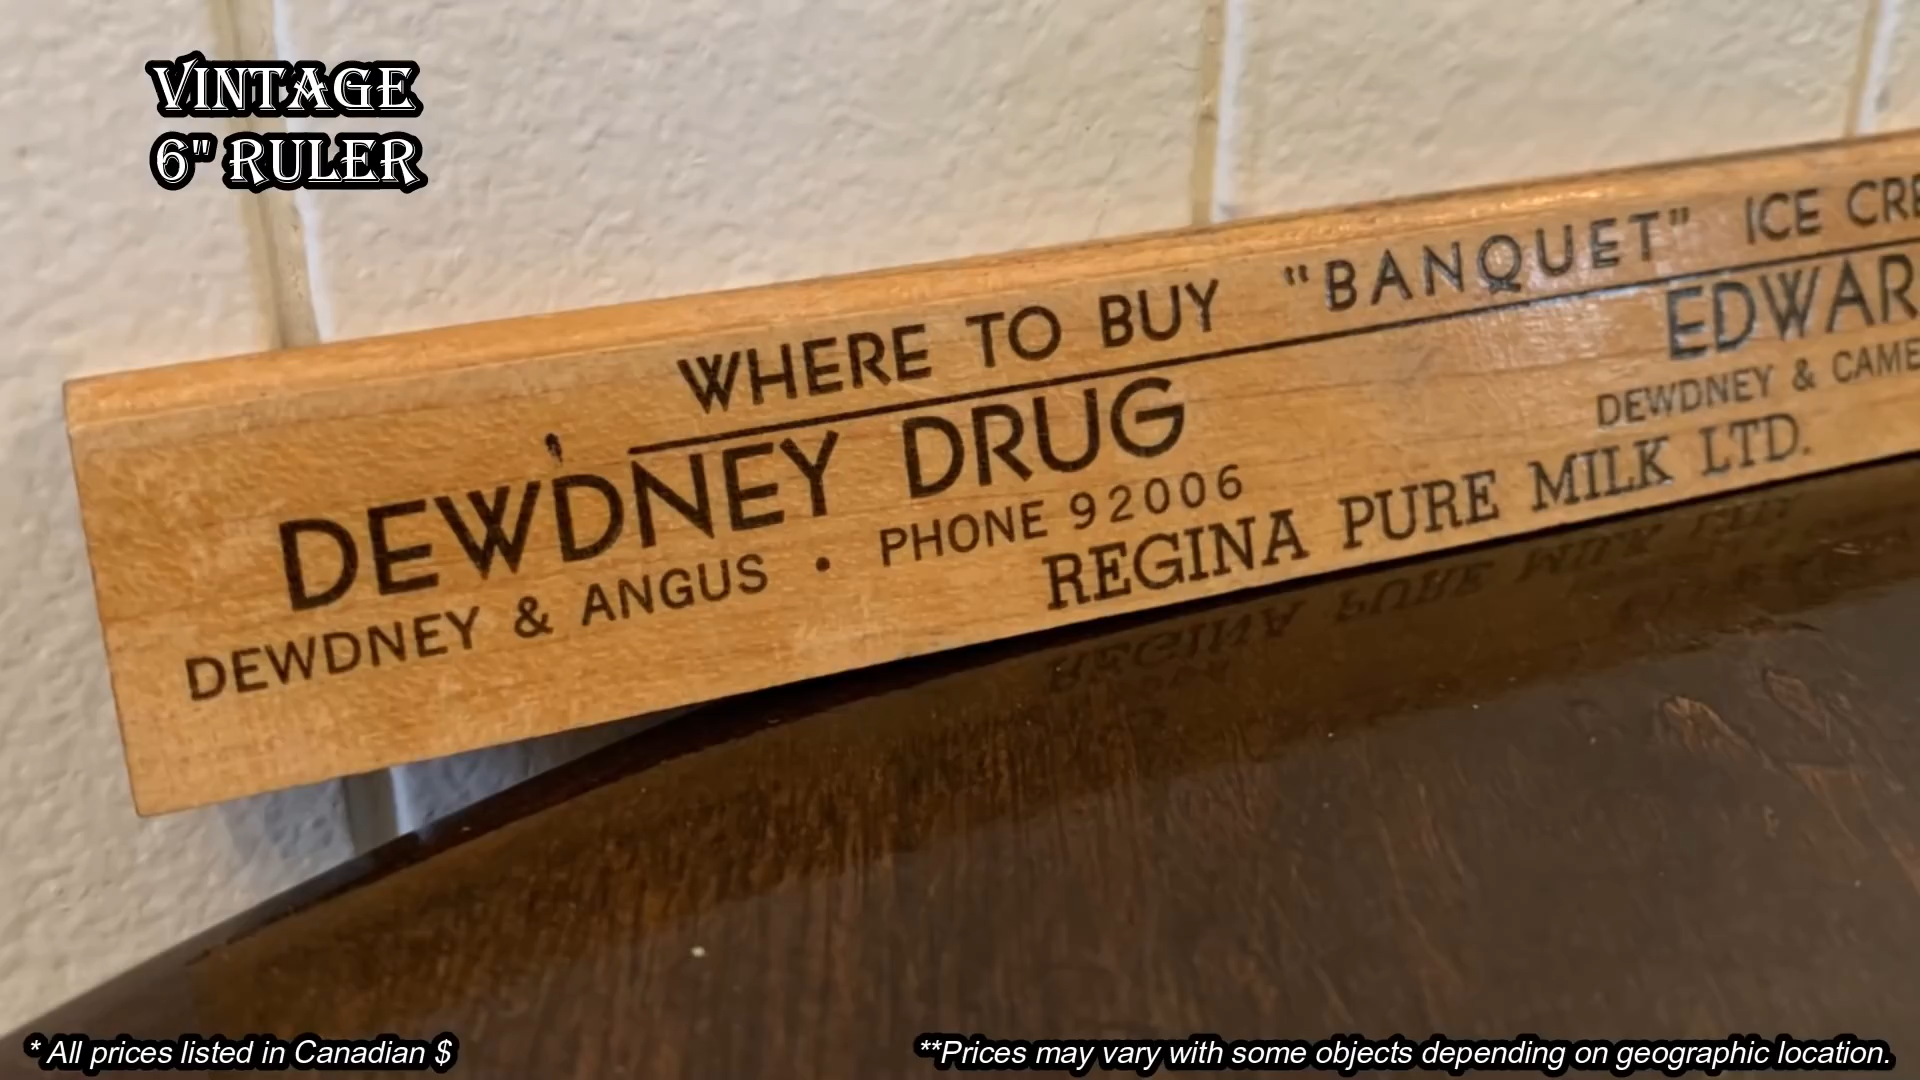 VINTAGE
6" RULER
WHERE TO BUY "BANQUET" ICE CRE
DEWDNEY DRUG
DEWDNEY & ANGUS • PHONE 92006
EDWAR
DEWDNEY & CAME
REGINA PURE MILK LTD.
* All prices listed in Canadian $
**Prices may vary with some objects depending on geographic location.